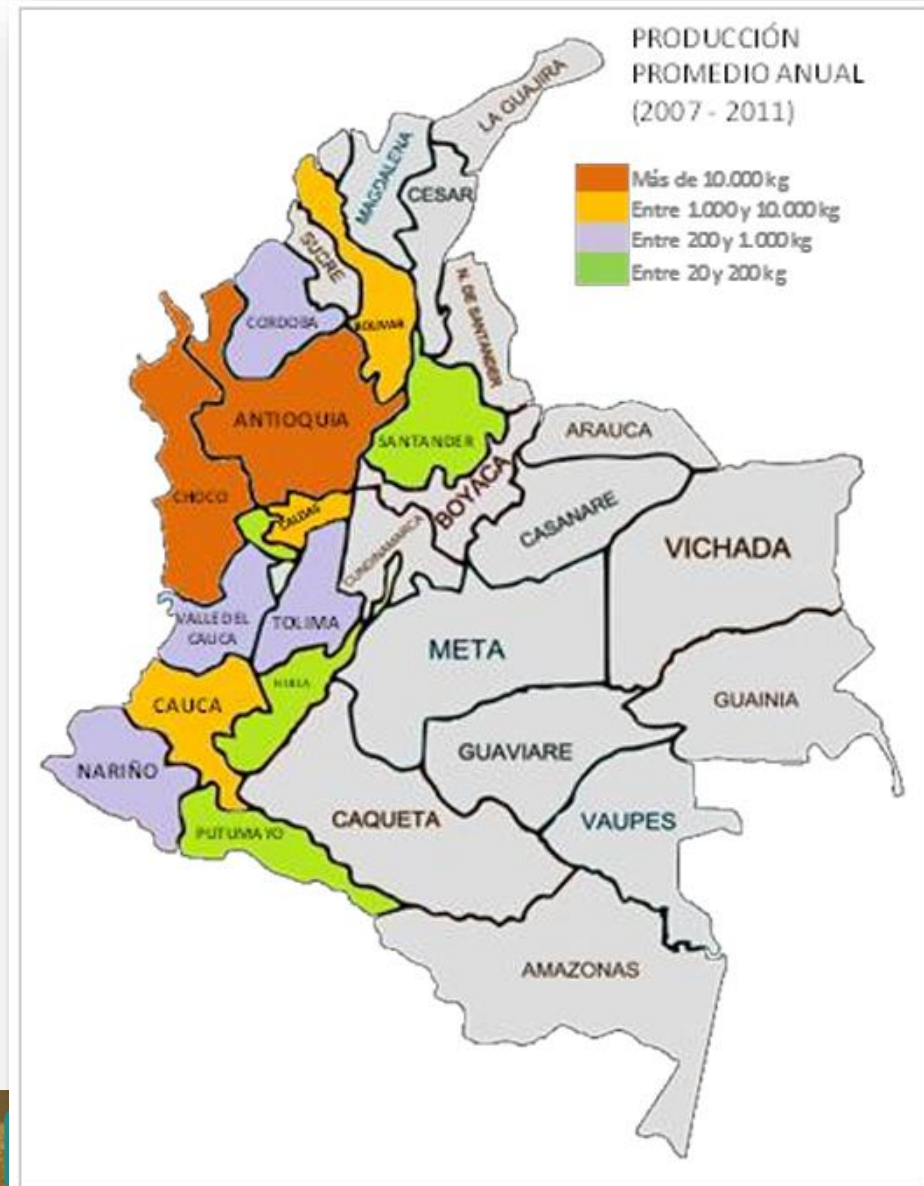 PRODUCCIÓN
PROMEDIO ANUAL
(2007 - 2011)
Más de 10.000 kg
Entre 1.000 y 10.000 kg
Entre 200 y 1.000 kg
Entre 20 y 200 kg
LA GUAJIRA
MAGDALENA
CESAR
SUCRE
N. DE SANTANDER
CORDOBA
BOLIVAR
ANTIOQUIA
SANTANDER
ARAUCA
CHOCO
BOYACA
CALDAS
CASANARE
CUNDINAMARCA
VICHADA
VALLE DEL
CAUCA
TOLIMA
META
HUILA
CAUCA
GUAINIA
GUAVIARE
NARIÑO
CAQUETA
VAUPES
PUTUMAYO
AMAZONAS